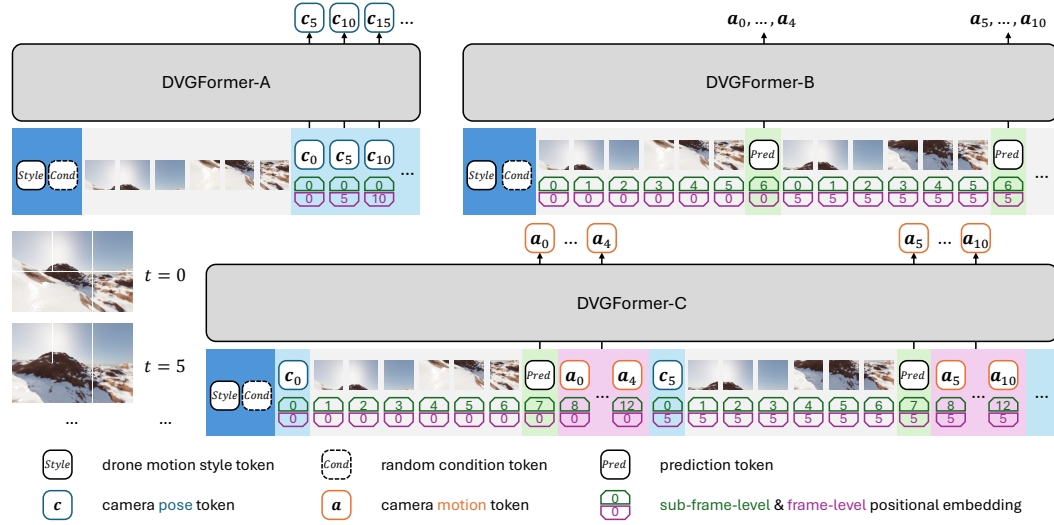 c5 c10 c15 ...
a0, ..., a4
a5, ..., a10
DVGFormer-A
DVGFormer-B
Style Cond c0 c5 c10 ...
0 0 0
0 5 10
Style Cond Pred Pred ...
0 1 2 3 4 5 6 0 1 2 3 4 5 6
0 0 0 0 0 0 0 5 5 5 5 5 5 5
a0 ... a4
a5 ... a10
t = 0
DVGFormer-C
t = 5
Style Cond c0 Pred a0 ... a4 c5 Pred a5 ... a10 ...
0 1 2 3 4 5 6 7 8 12 0 1 2 3 4 5 6 7 8 12
0 0 0 0 0 0 0 0 0 0 5 5 5 5 5 5 5 5 5 5
... ...
Style drone motion style token
Cond random condition token
Pred prediction token
c camera pose token
a camera motion token
0 0 sub-frame-level & frame-level positional embedding